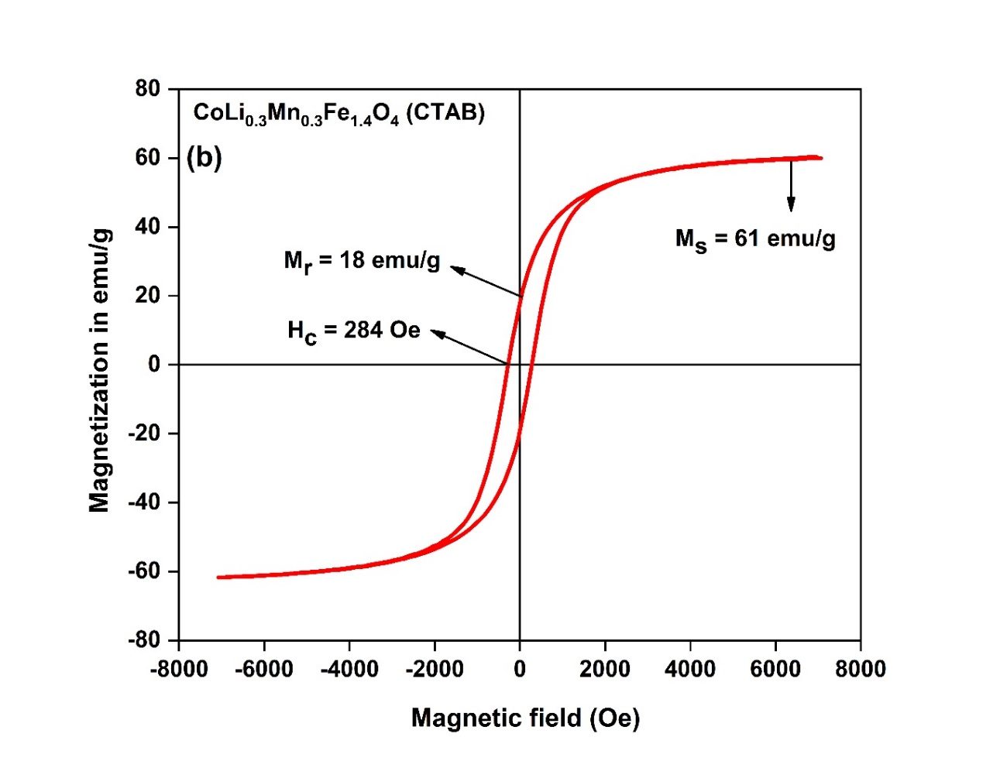 CoLi0.3Mn0.3Fe1.4O4 (CTAB)
(b)
80
60
40
20
0
-20
-40
-60
-80
Magnetization in emu/g
Mr = 18 emu/g
Hc = 284 Oe
Ms = 61 emu/g
-8000 -6000 -4000 -2000 0 2000 4000 6000 8000
Magnetic field (Oe)